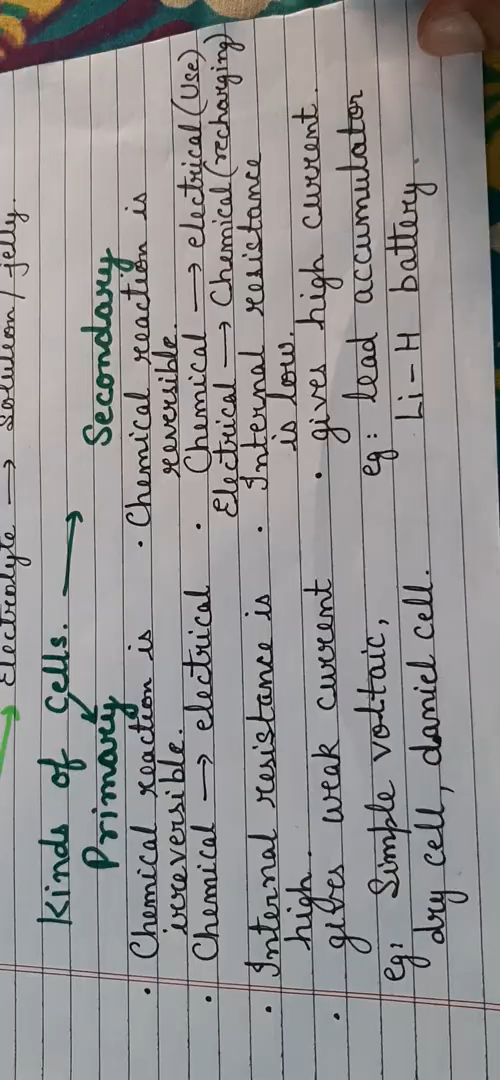 Electrolyte → Solution/jelly.
Kinds of Cells.
Primary
• Chemical reaction is
irreversible.
• Chemical → electrical
• Internal resistance is
high.
• gives weak current
eg: Simple voltaic,
dry cell, daniel cell.
Secondary
• Chemical reaction is
reversible.
• Chemical → electrical (Use)
Electrical → Chemical (recharging)
• Internal resistance
is low.
• gives high current.
eg: lead accumulator
Li-H battery.